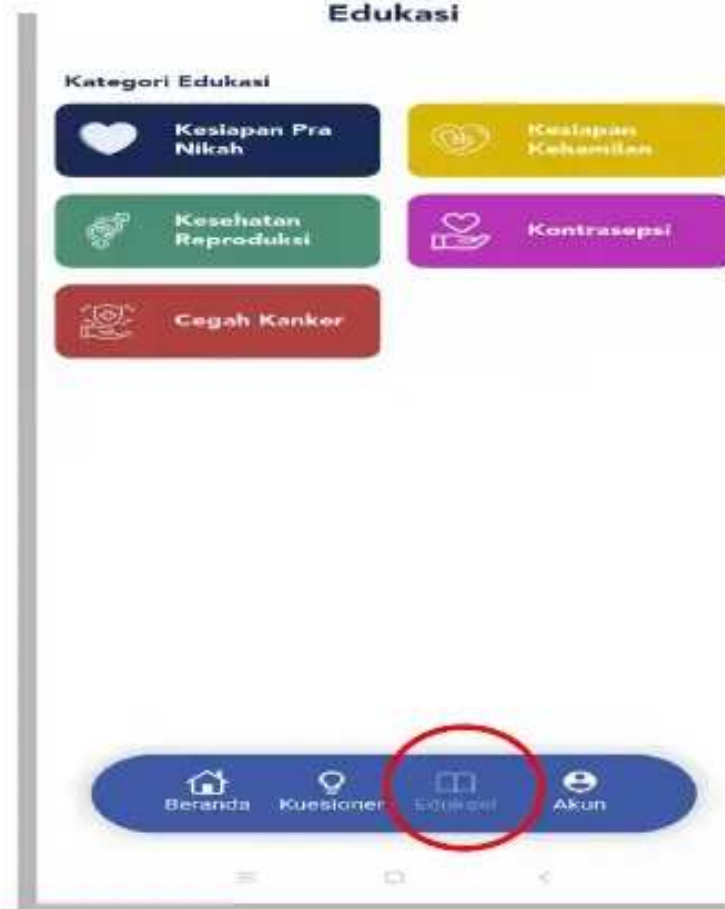 Edukasi
Kategori Edukasi
Kesiapan Pra
Nikah
Kesiapan
Kehamilan
Kesehatan
Reproduksi
Kontrasepsi
Cegah Kanker
Beranda
Kuesioner
Edukasi
Akun